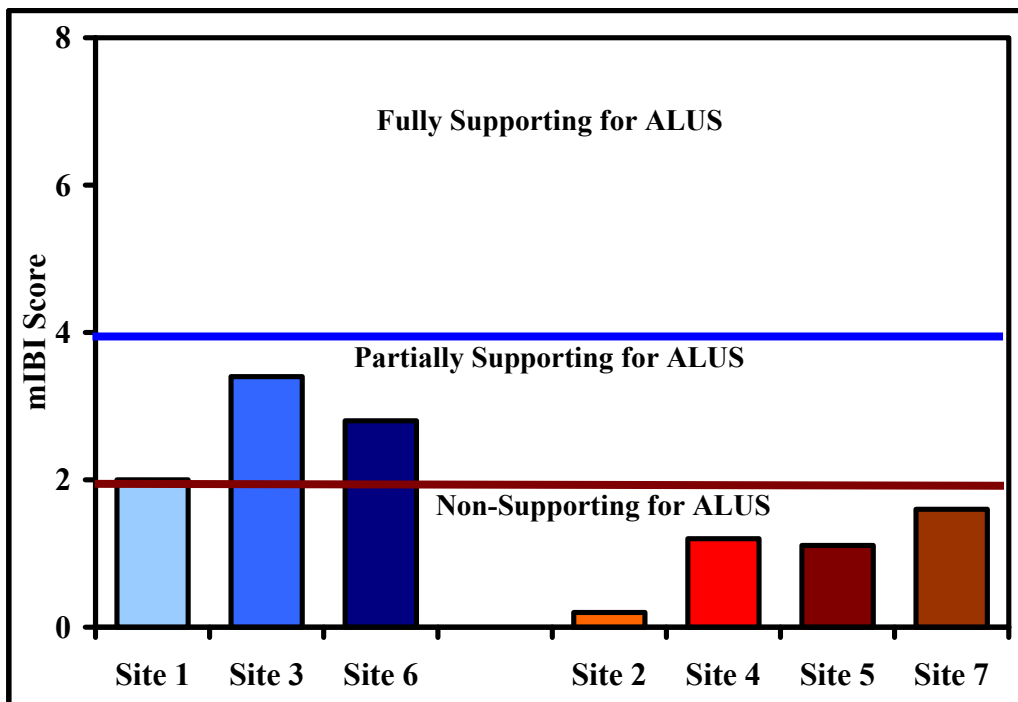 8
Fully Supporting for ALUS
6
mIBI Score
4
Partially Supporting for ALUS
2
Non-Supporting for ALUS
0
Site 1 Site 3 Site 6 Site 2 Site 4 Site 5 Site 7